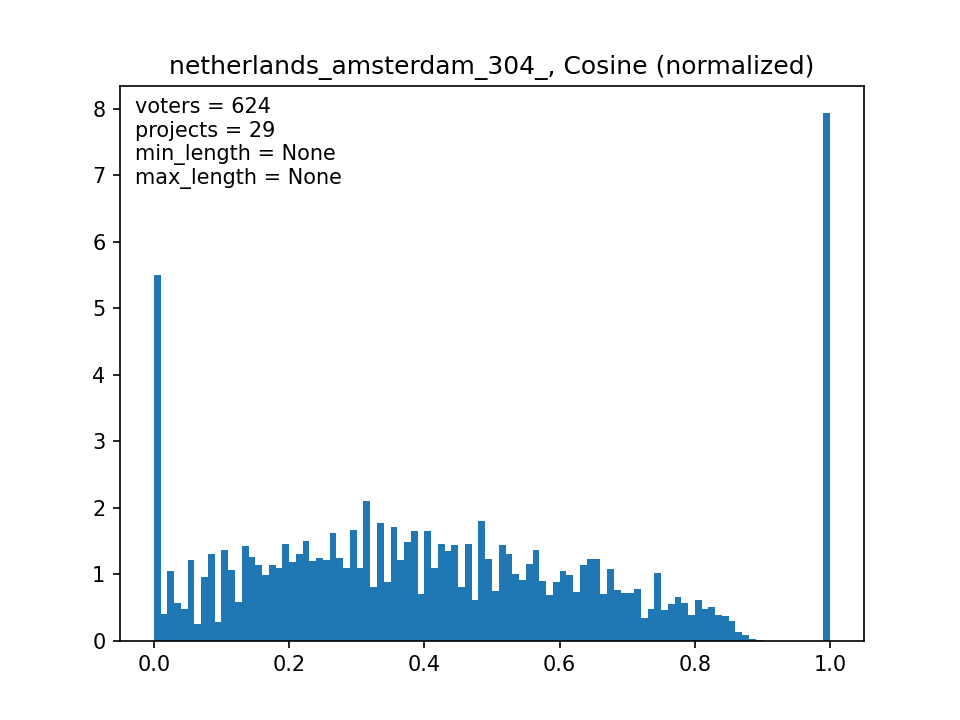 netherlands_amsterdam_304_, Cosine (normalized)
voters = 624
projects = 29
min_length = None
max_length = None
8
7
6
5
4
3
2
1
0
0.0 0.2 0.4 0.6 0.8 1.0